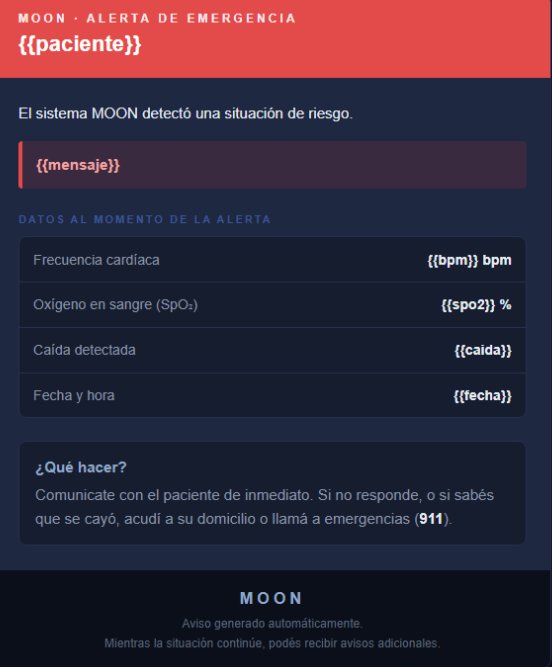 MOON · ALERTA DE EMERGENCIA
{{paciente}}
El sistema MOON detectó una situación de riesgo.
{{mensaje}}
DATOS AL MOMENTO DE LA ALERTA
Frecuencia cardíaca {{bpm}} bpm
Oxígeno en sangre (SpO₂) {{spo2}} %
Caída detectada {{caida}}
Fecha y hora {{fecha}}
¿Qué hacer?
Comunicate con el paciente de inmediato. Si no responde, o si sabés
que se cayó, acudí a su domicilio o llamá a emergencias (911).
MOON
Aviso generado automáticamente.
Mientras la situación continúe, podés recibir avisos adicionales.